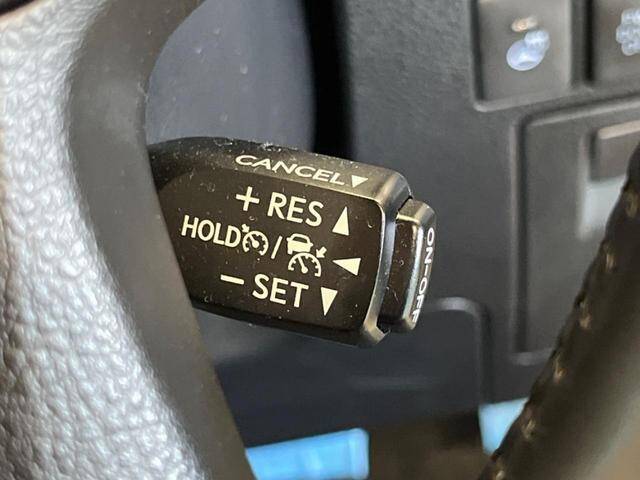 CANCEL▼
+ RES ▲
HOLD / ◀
− SET ▼
ON-OFF